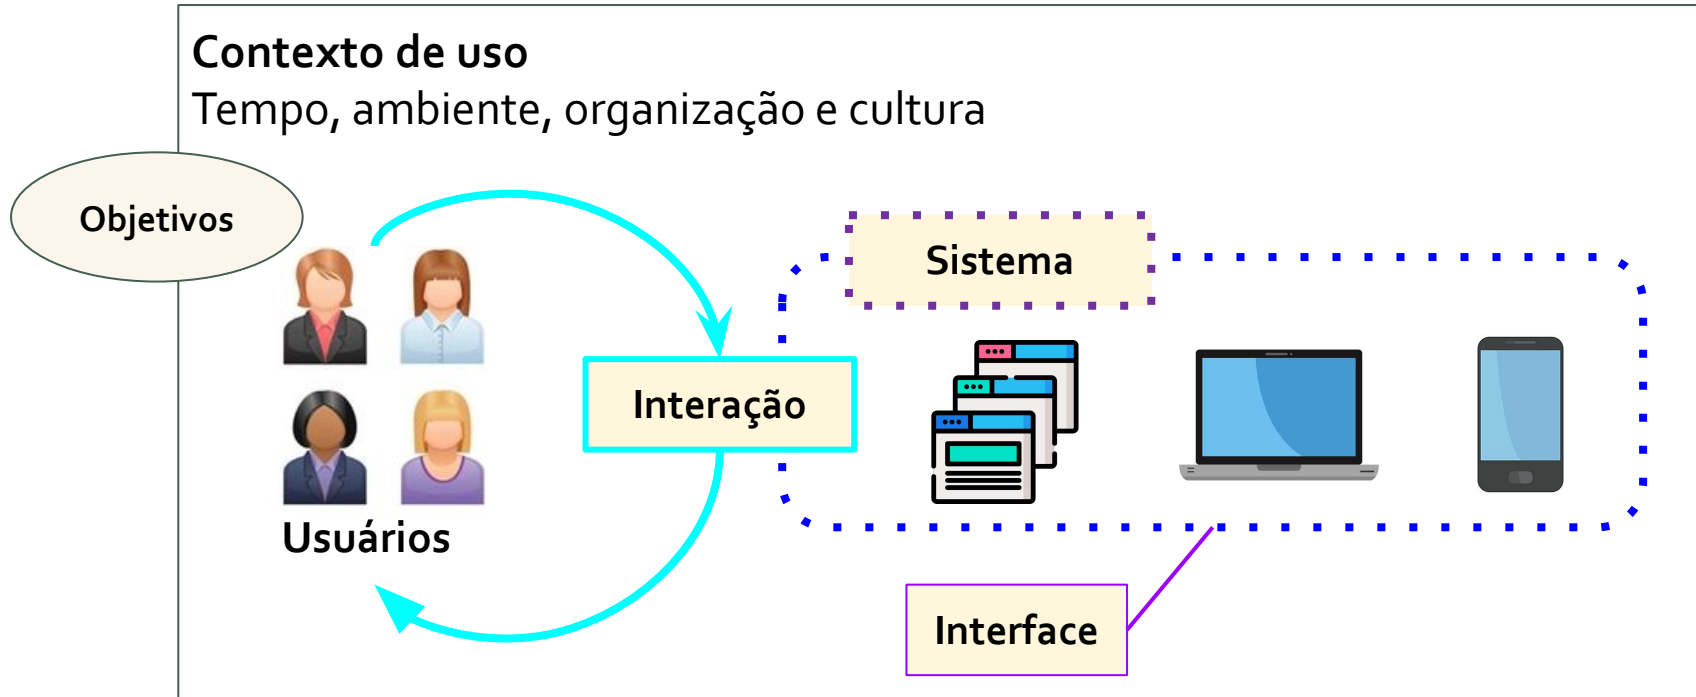 Contexto de uso
Tempo, ambiente, organização e cultura
Objetivos
Sistema
Interação
Usuários
Interface